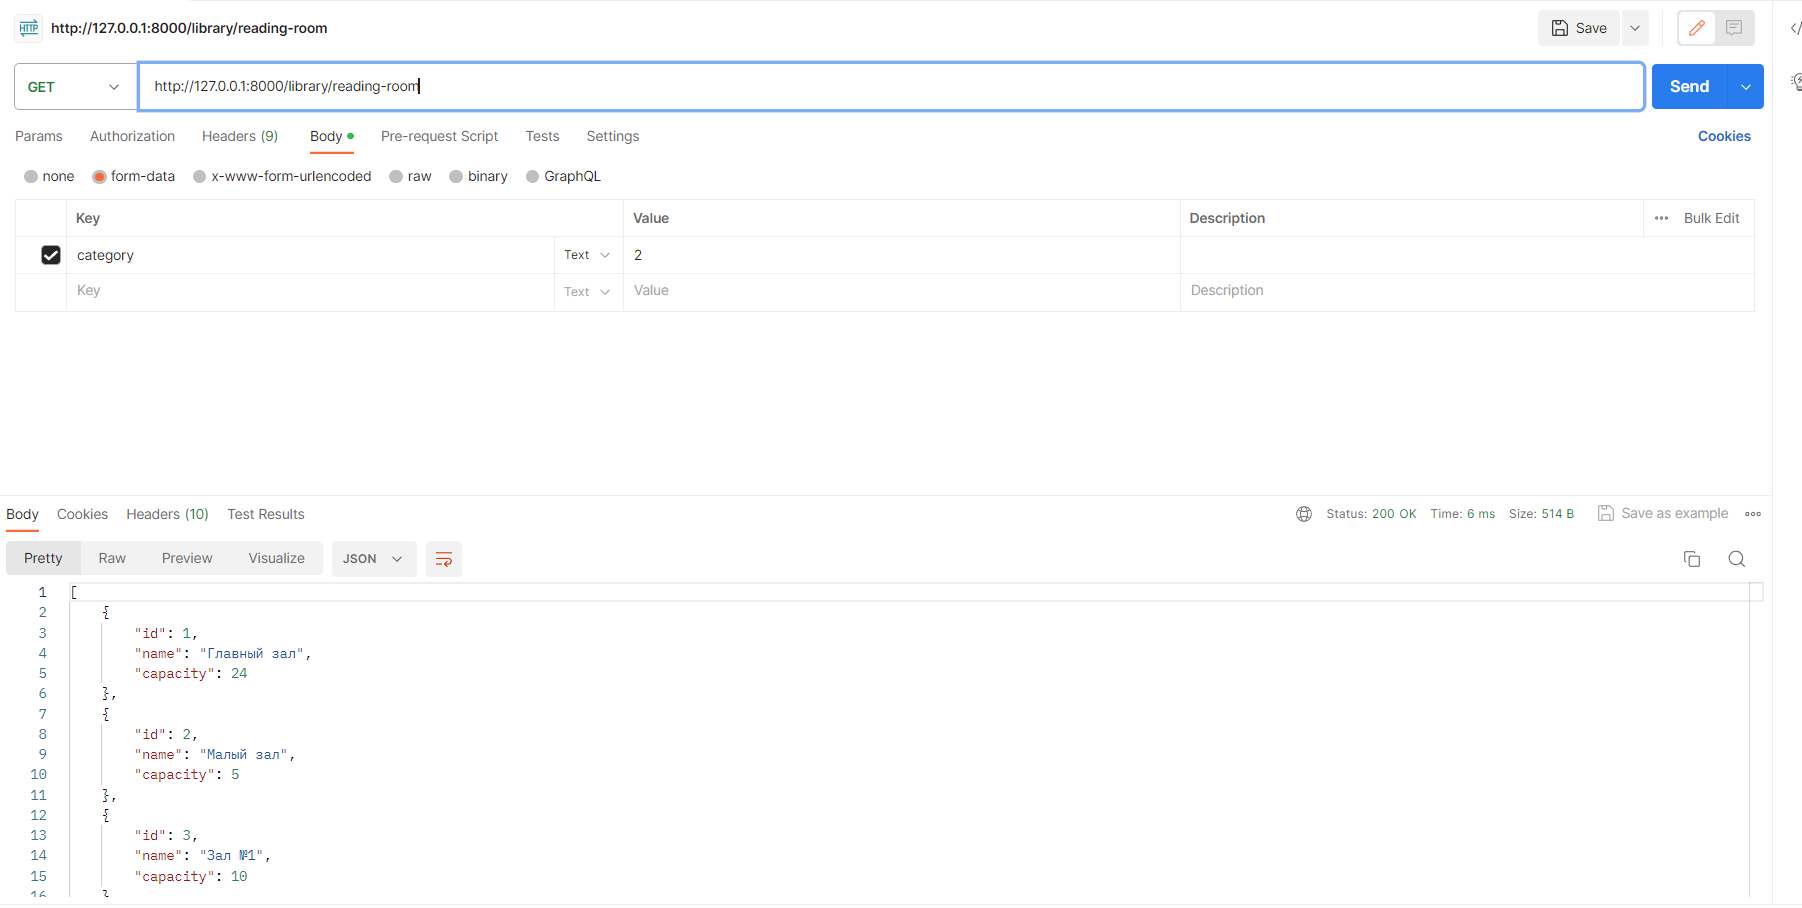 HTTP http://127.0.0.1:8000/library/reading-room Save
GET http://127.0.0.1:8000/library/reading-room Send
Params Authorization Headers (9) Body Pre-request Script Tests Settings Cookies
none form-data x-www-form-urlencoded raw binary GraphQL
Key Value Description Bulk Edit
category Text 2
Key Text Value Description
Body Cookies Headers (10) Test Results Status: 200 OK Time: 6 ms Size: 514 B Save as example
Pretty Raw Preview Visualize JSON
1 [
2 {
3 "id": 1,
4 "name": "Главный зал",
5 "capacity": 24
6 },
7 {
8 "id": 2,
9 "name": "Малый зал",
10 "capacity": 5
11 },
12 {
13 "id": 3,
14 "name": "Зал №1",
15 "capacity": 10
16 }